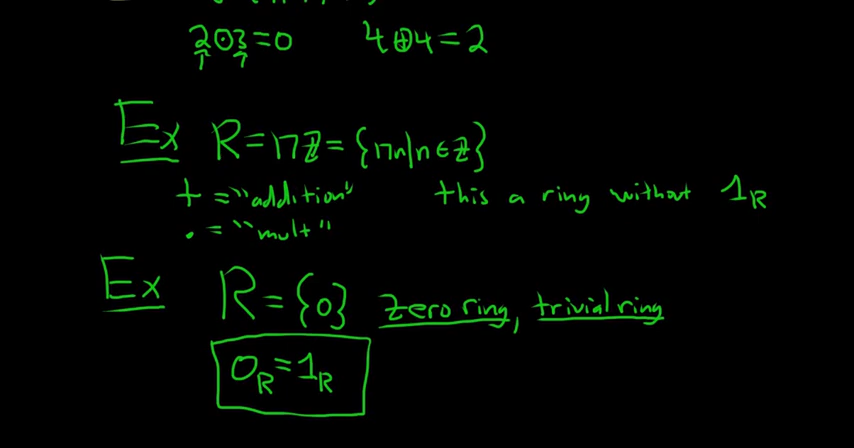 2⊙3=0 4⊕4=2
Ex R=17ℤ={17n|n∈ℤ}
+ = "addition" this a ring without 1_R
· = "mult"
Ex R={0} zero ring, trivial ring
0_R=1_R